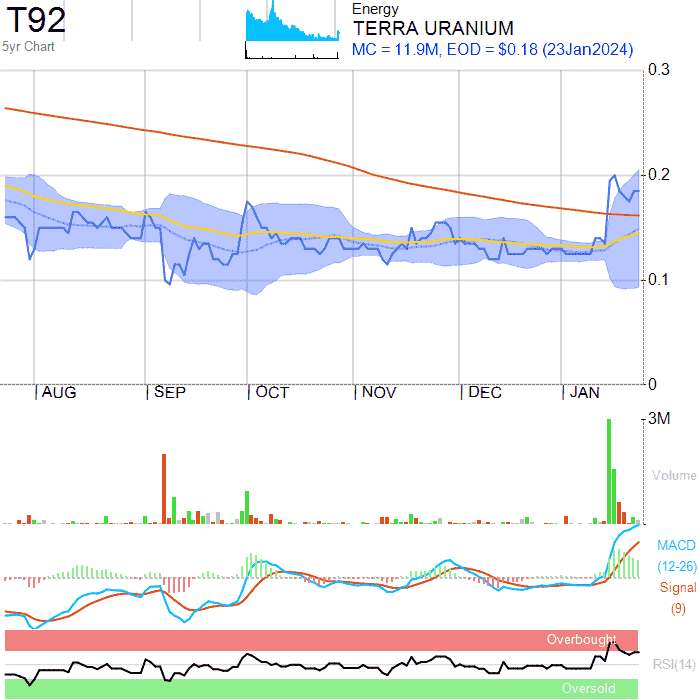 T92
5yr Chart
Energy
TERRA URANIUM
MC = 11.9M, EOD = $0.18 (23Jan2024)
0.3
0.2
0.1
0
AUG SEP OCT NOV DEC JAN
3M
Volume
MACD
(12-26)
Signal
(9)
Overbought
RSI(14)
Oversold